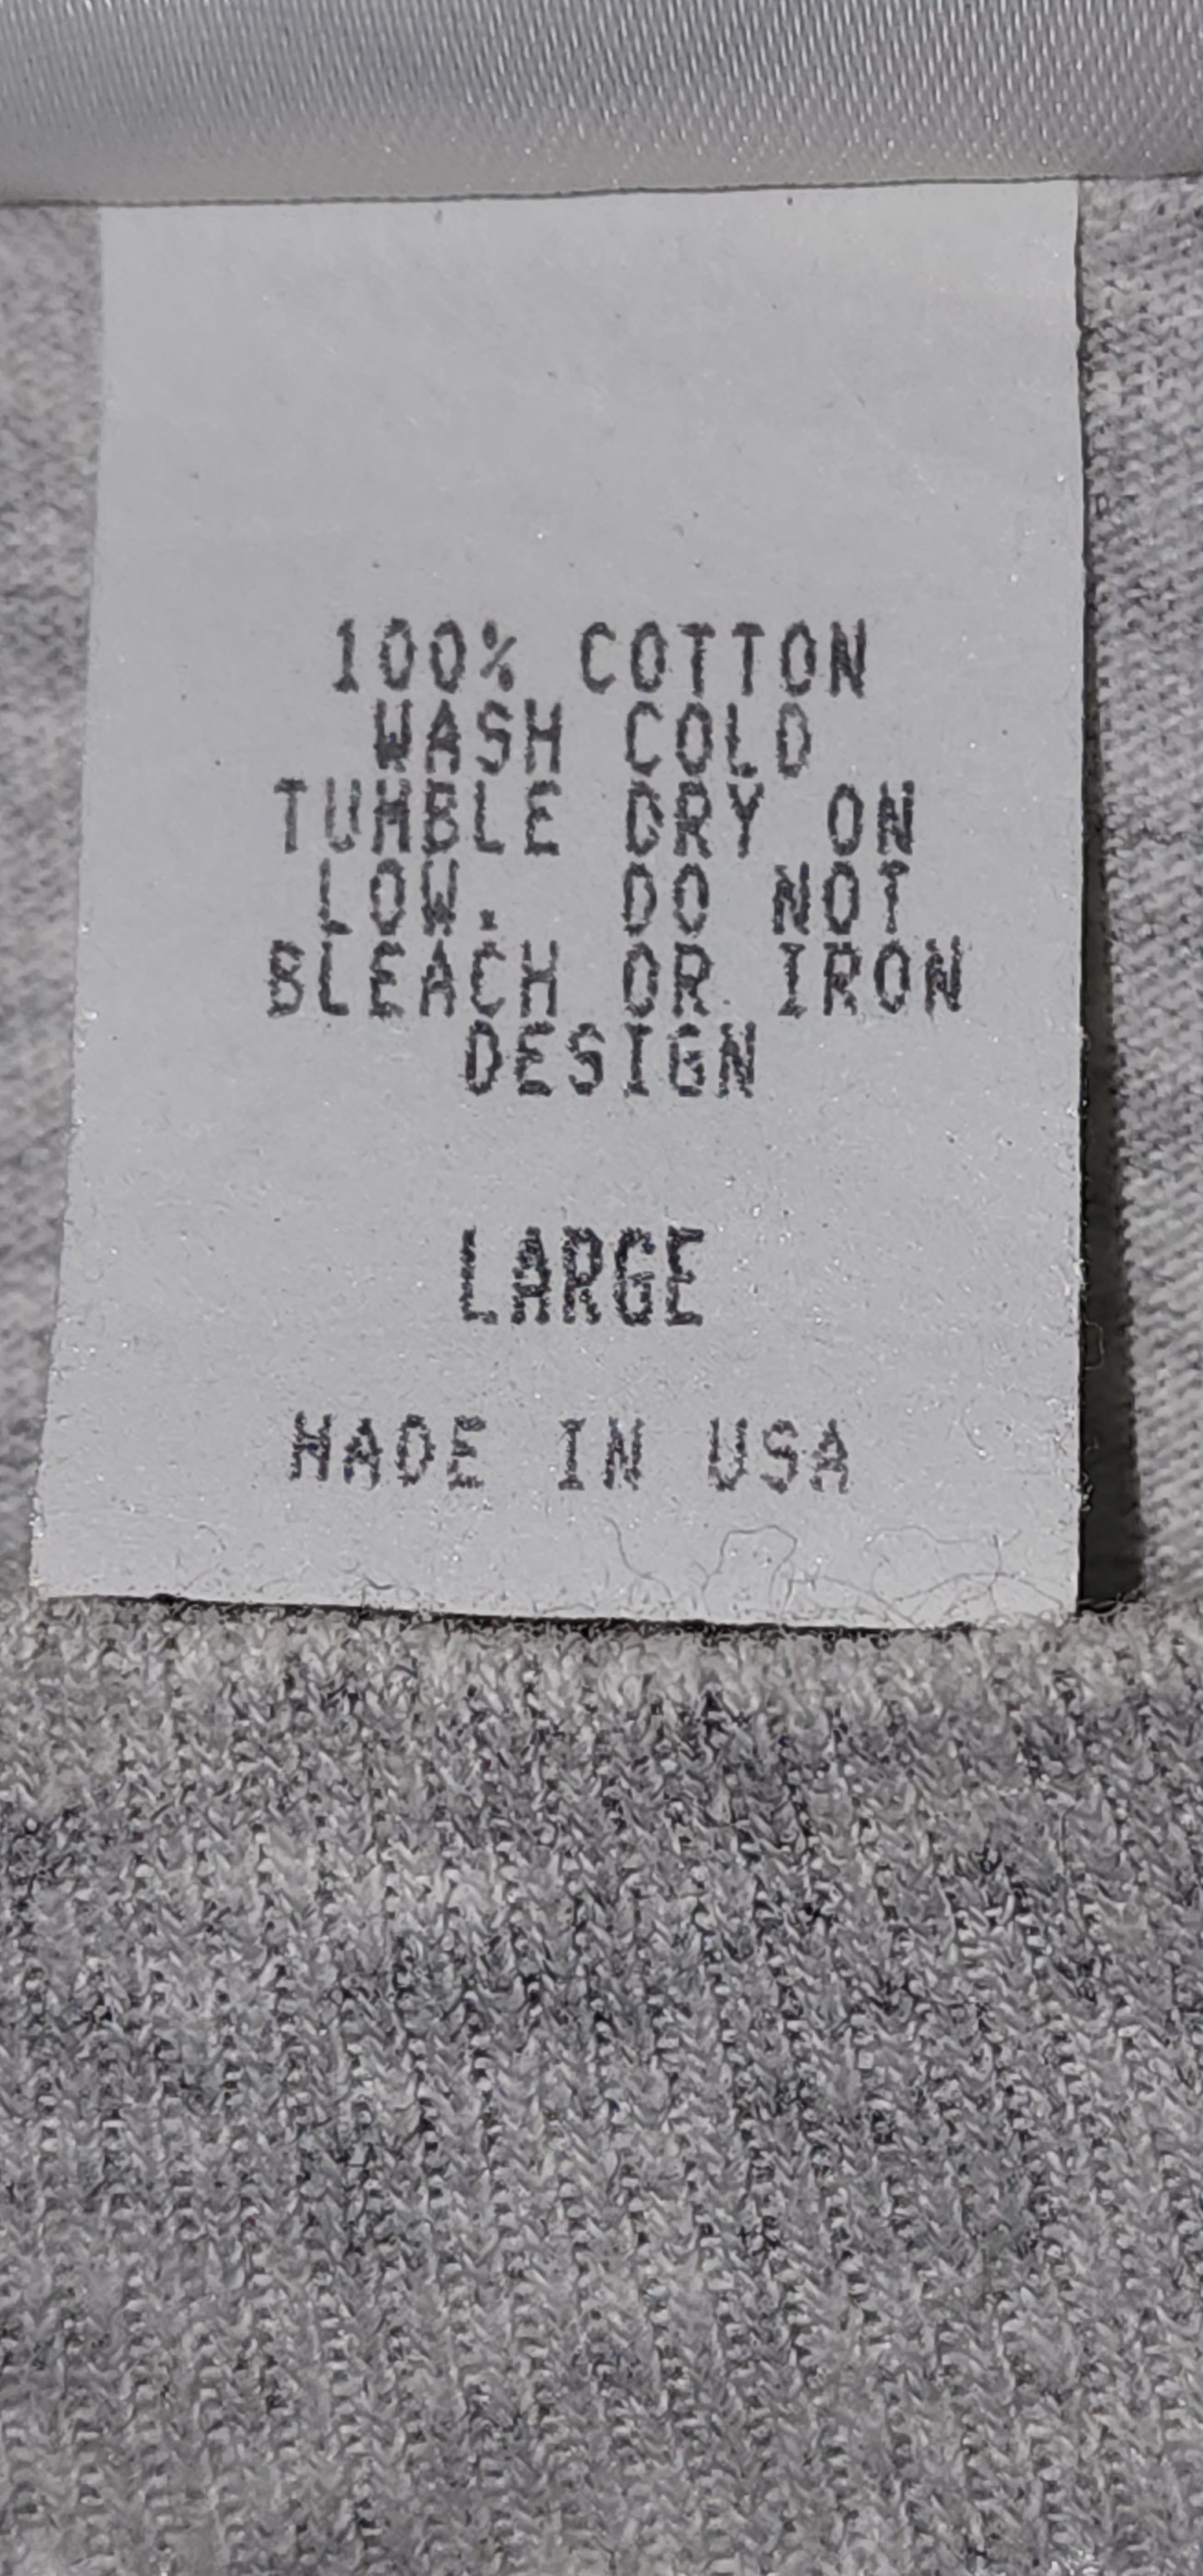 100% COTTON
WASH COLD
TUMBLE DRY ON
LOW. DO NOT
BLEACH OR IRON
DESIGN
LARGE
MADE IN USA